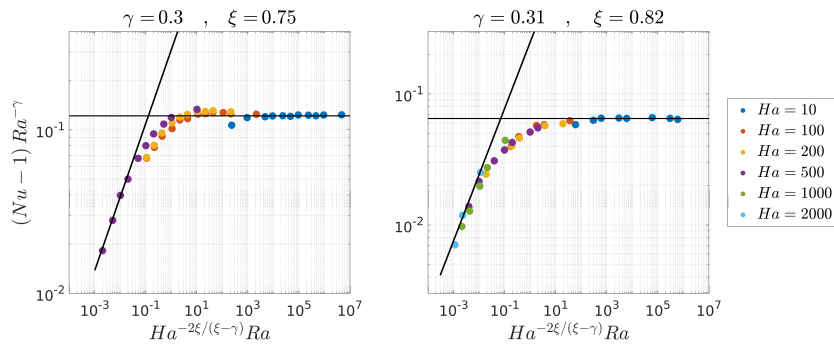 γ = 0.3 , ξ = 0.75
γ = 0.31 , ξ = 0.82
(Nu − 1) Ra^{−γ}
10^{-1}
10^{-2}
10^{-3} 10^{-1} 10^{1} 10^{3} 10^{5} 10^{7}
Ha^{−2ξ/(ξ−γ)}Ra
10^{-1}
10^{-2}
10^{-3} 10^{-1} 10^{1} 10^{3} 10^{5} 10^{7}
Ha^{−2ξ/(ξ−γ)}Ra
Ha = 10
Ha = 100
Ha = 200
Ha = 500
Ha = 1000
Ha = 2000